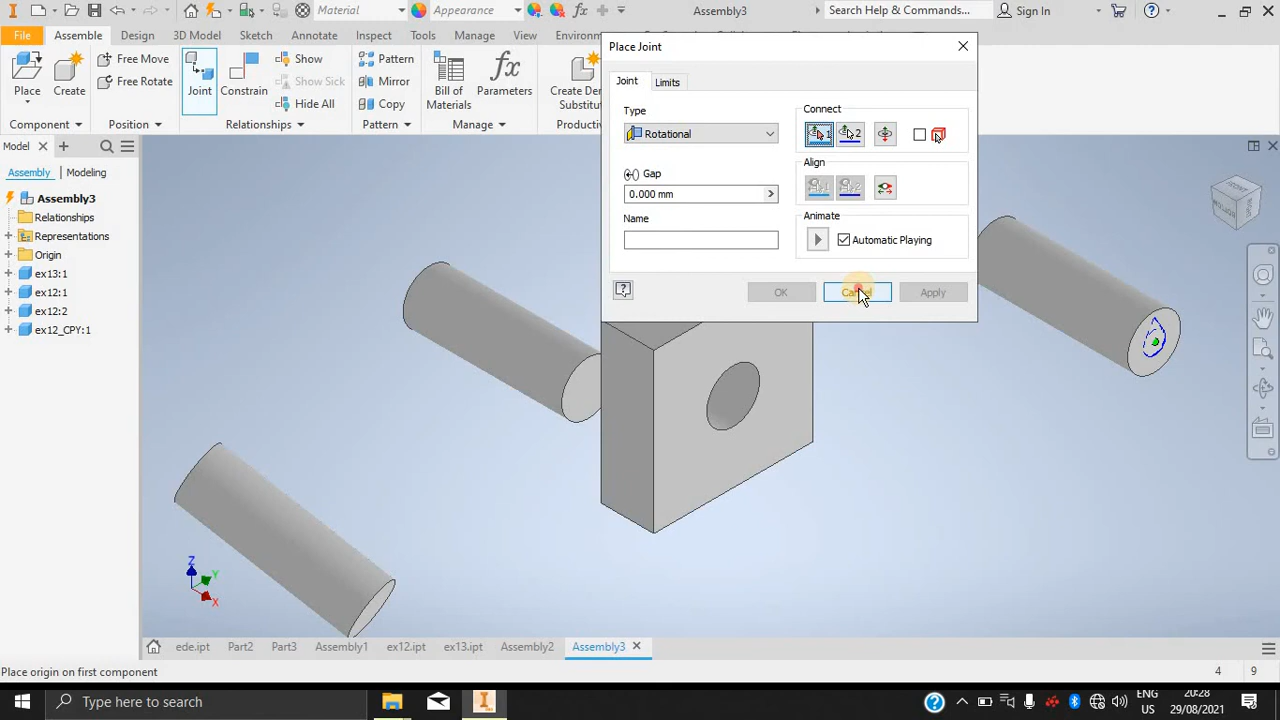 Material
Appearance
Assembly3
Search Help & Commands...
Sign In
File
Assemble
Design
3D Model
Sketch
Annotate
Inspect
Tools
Manage
View
Place
Create
Free Move
Free Rotate
Joint
Constrain
Show
Show Sick
Hide All
Pattern
Mirror
Copy
Bill of
Materials
Parameters
Component
Position
Relationships
Pattern
Manage
Place Joint
Joint
Limits
Type
Rotational
Connect
1
2
Gap
0.000 mm
Align
Name
Animate
Automatic Playing
OK
Apply
Model
Assembly
Modeling
Assembly3
Relationships
Representations
Origin
ex13:1
ex12:1
ex12:2
ex12_CPY:1
Z
Y
X
ede.ipt
Part2
Part3
Assembly1
ex12.ipt
ex13.ipt
Assembly2
Assembly3
Place origin on first component
4
9
Type here to search
ENG
US
20:28
29/08/2021